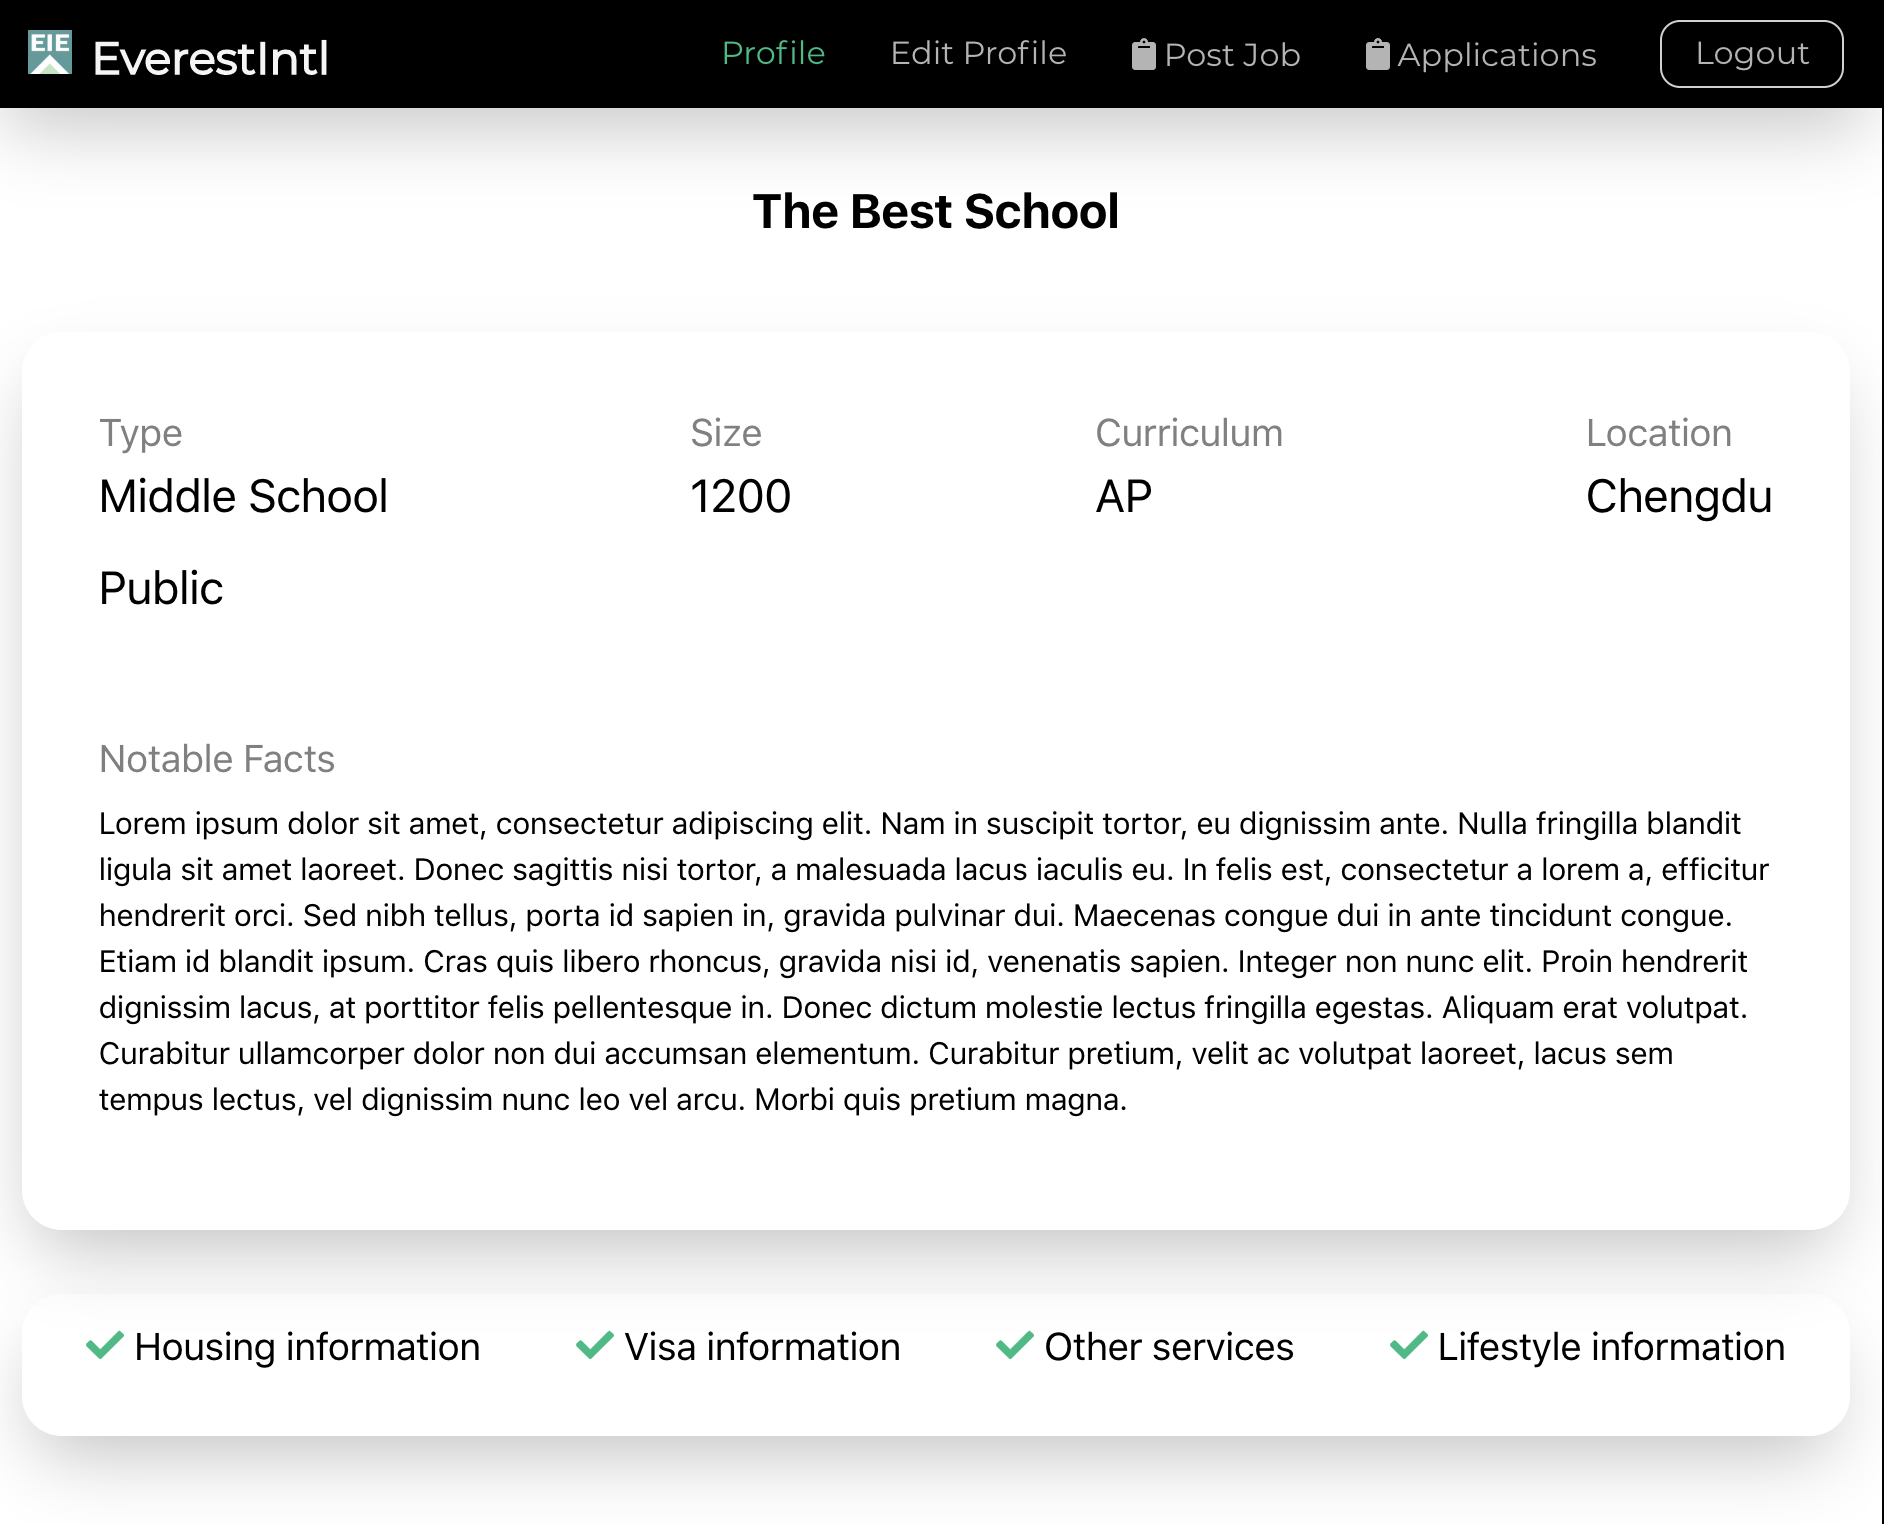 EIE EverestIntl Profile Edit Profile Post Job Applications Logout
The Best School
Type Size Curriculum Location
Middle School 1200 AP Chengdu
Public
Notable Facts
Lorem ipsum dolor sit amet, consectetur adipiscing elit. Nam in suscipit tortor, eu dignissim ante. Nulla fringilla blandit
ligula sit amet laoreet. Donec sagittis nisi tortor, a malesuada lacus iaculis eu. In felis est, consectetur a lorem a, efficitur
hendrerit orci. Sed nibh tellus, porta id sapien in, gravida pulvinar dui. Maecenas congue dui in ante tincidunt congue.
Etiam id blandit ipsum. Cras quis libero rhoncus, gravida nisi id, venenatis sapien. Integer non nunc elit. Proin hendrerit
dignissim lacus, at porttitor felis pellentesque in. Donec dictum molestie lectus fringilla egestas. Aliquam erat volutpat.
Curabitur ullamcorper dolor non dui accumsan elementum. Curabitur pretium, velit ac volutpat laoreet, lacus sem
tempus lectus, vel dignissim nunc leo vel arcu. Morbi quis pretium magna.
Housing information Visa information Other services Lifestyle information